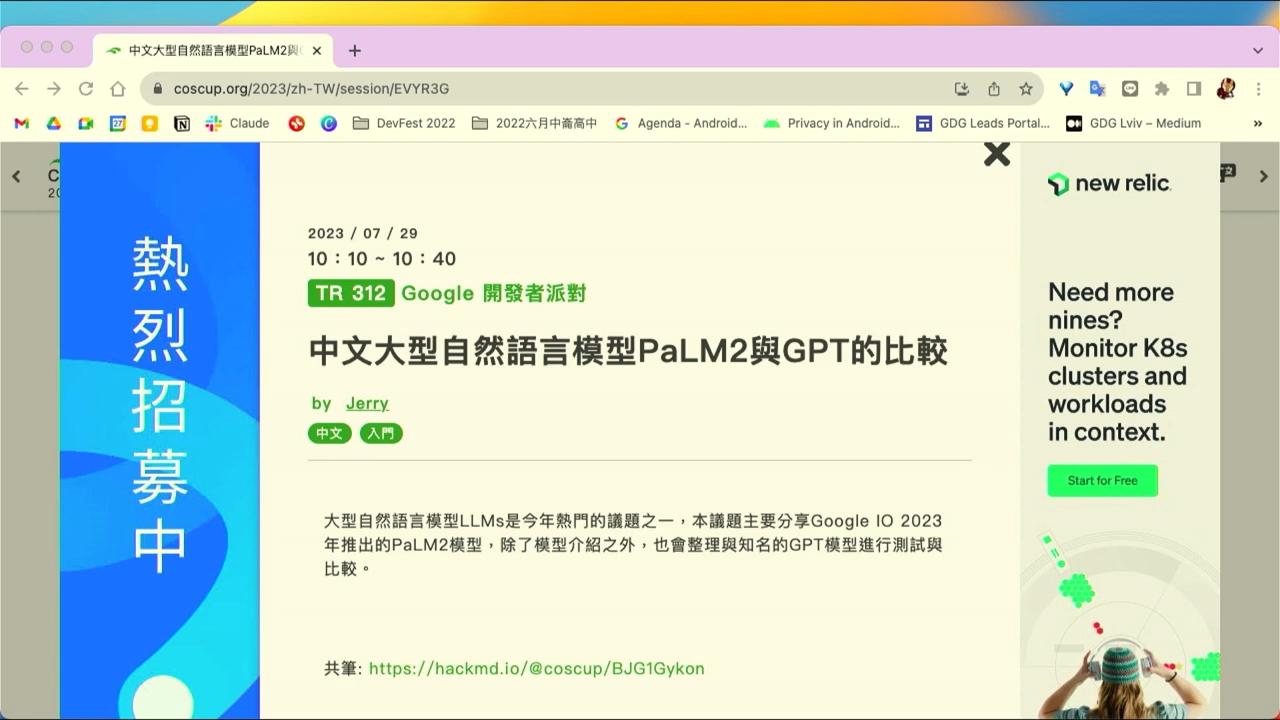 中文大型自然語言模型PaLM2與G
coscup.org/2023/zh-TW/session/EVYR3G
27
Claude
DevFest 2022
2022六月中崙高中
Agenda - Android...
Privacy in Android...
GDG Leads Portal...
GDG Lviv – Medium
»
熱烈招募中
2023 / 07 / 29
10：10 ~ 10：40
TR 312 Google 開發者派對
中文大型自然語言模型PaLM2與GPT的比較
by Jerry
中文 入門
大型自然語言模型LLMs是今年熱門的議題之一，本議題主要分享Google IO 2023
年推出的PaLM2模型，除了模型介紹之外，也會整理與知名的GPT模型進行測試與
比較。
共筆: https://hackmd.io/@coscup/BJG1Gykon
new relic
Need more
nines?
Monitor K8s
clusters and
workloads
in context.
Start for Free